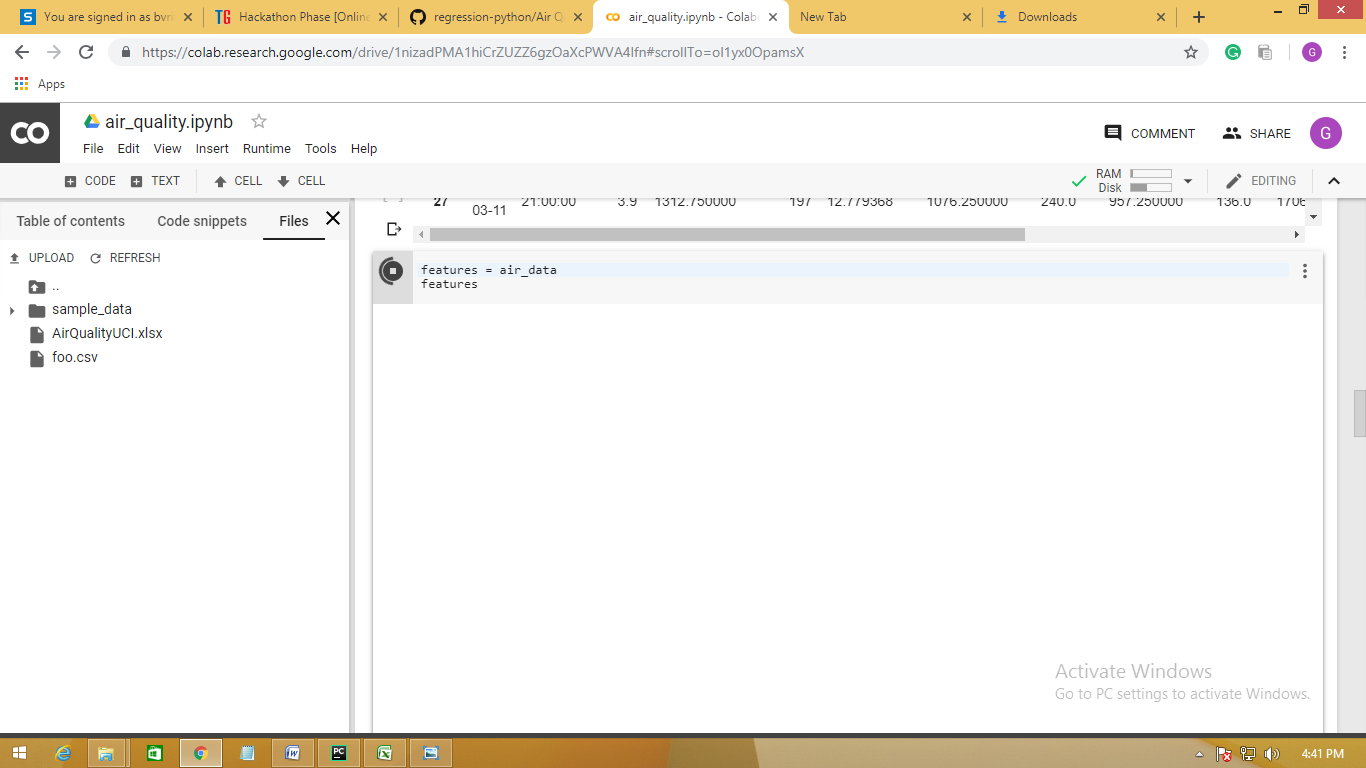 You are signed in as bvr
Hackathon Phase [Online
regression-python/Air Q
air_quality.ipynb - Colab
New Tab
Downloads
https://colab.research.google.com/drive/1nizadPMA1hiCrZUZZ6gzOaXcPWVA4lfn#scrollTo=oI1yx0OpamsX
G
Apps
CO
air_quality.ipynb
COMMENT
SHARE
G
File Edit View Insert Runtime Tools Help
CODE TEXT CELL CELL
RAM
Disk
EDITING
Table of contents Code snippets Files
27 03-11 21:00:00 3.9 1312.750000 197 12.779368 1076.250000 240.0 957.250000 136.0 1706
UPLOAD REFRESH
..
sample_data
AirQualityUCI.xlsx
foo.csv
features = air_data
features
Activate Windows
Go to PC settings to activate Windows.
4:41 PM